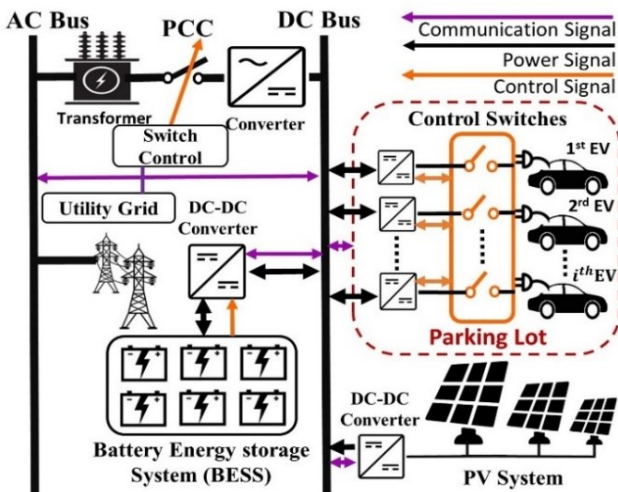 AC Bus
DC Bus
PCC
Communication Signal
Power Signal
Control Signal
Transformer
Converter
Switch
Control
Utility Grid
Control Switches
1st EV
2rd EV
ith EV
Parking Lot
DC-DC
Converter
Battery Energy storage
System (BESS)
DC-DC
Converter
PV System